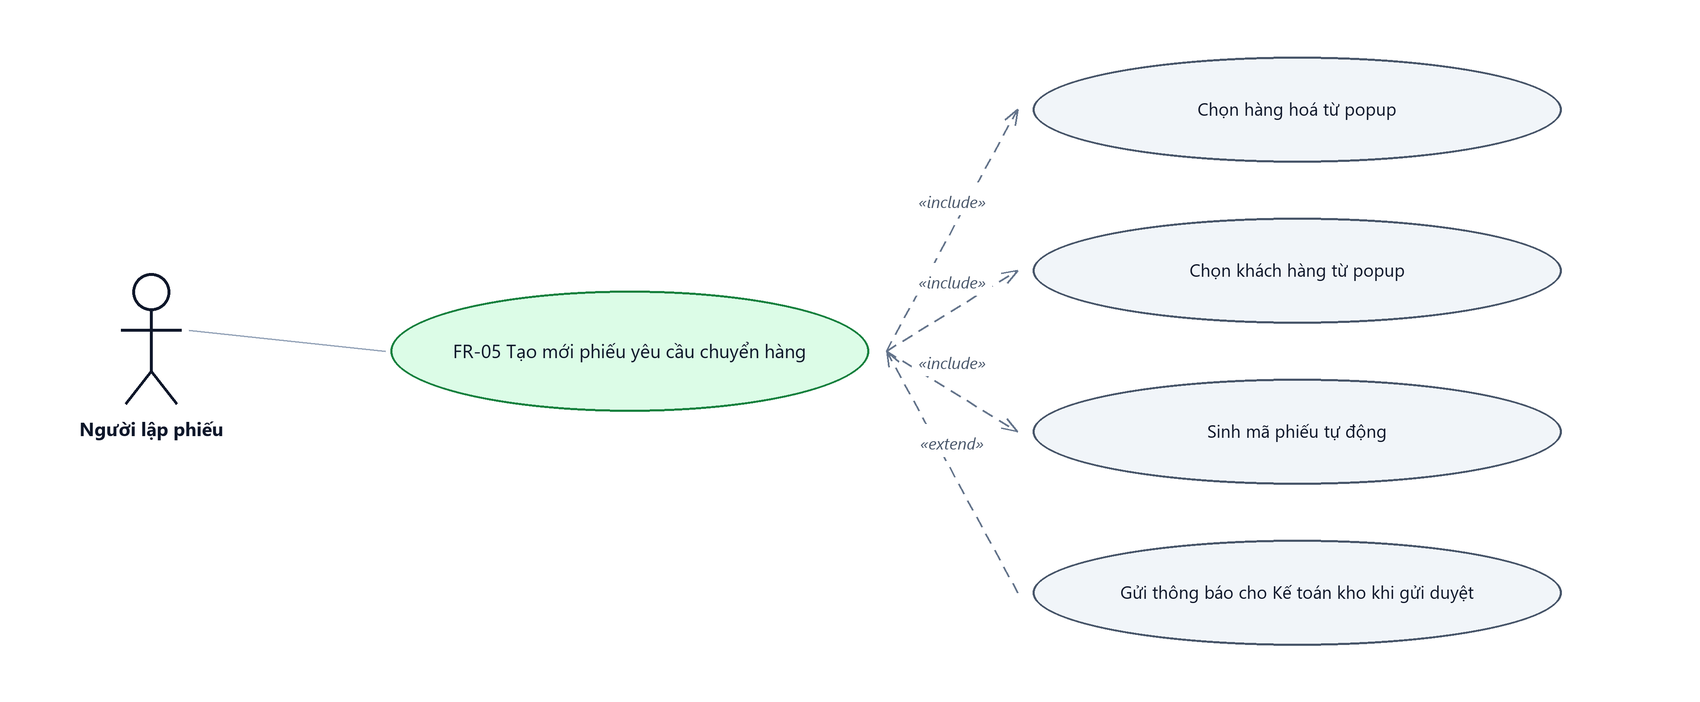 Chọn hàng hoá từ popup
«include»
Chọn khách hàng từ popup
«include»
FR-05 Tạo mới phiếu yêu cầu chuyển hàng
«include»
Người lập phiếu
Sinh mã phiếu tự động
«extend»
Gửi thông báo cho Kế toán kho khi gửi duyệt